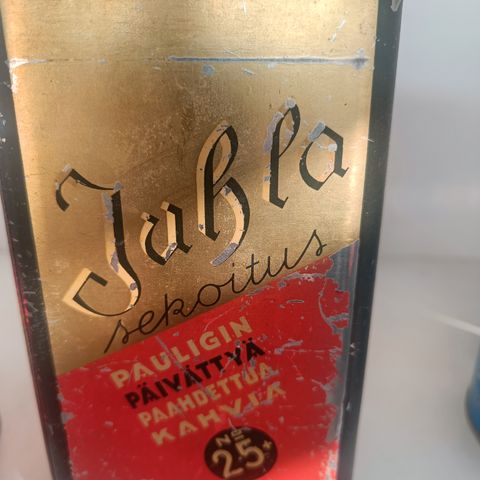 Juhla
sekoitus
PAULIGIN
PÄIVÄTTYÄ
PAAHDETTUA
KAHVIA
No
25+